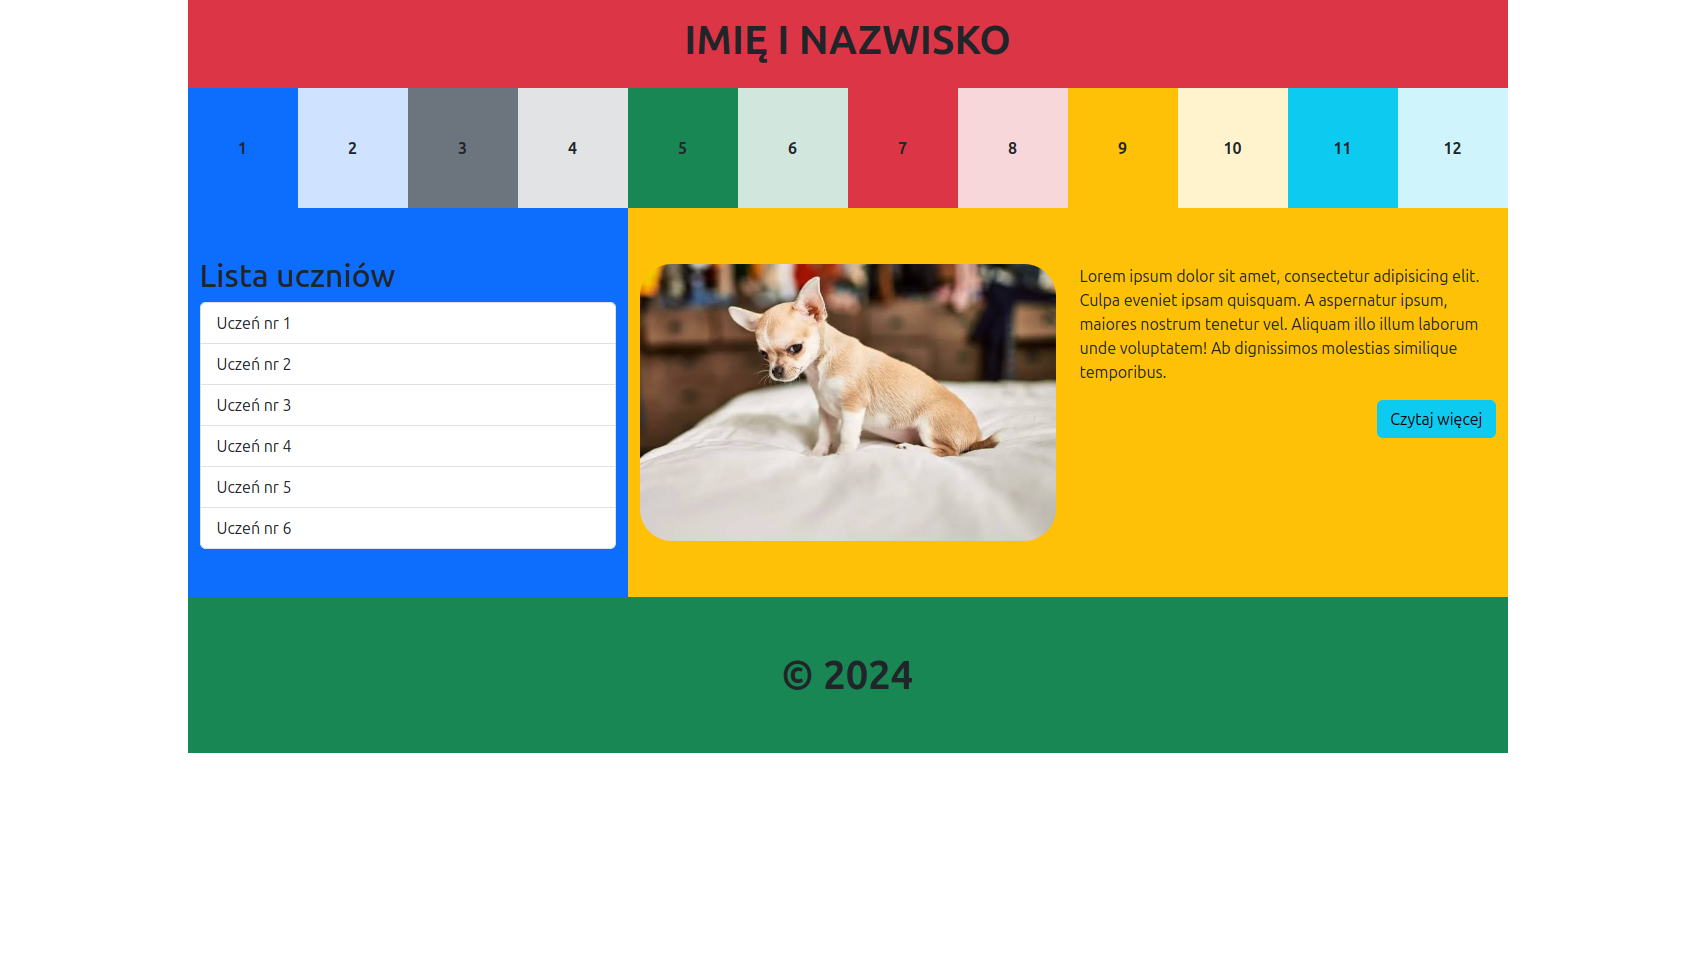 IMIĘ I NAZWISKO
1 2 3 4 5 6 7 8 9 10 11 12
Lista uczniów
Uczeń nr 1
Uczeń nr 2
Uczeń nr 3
Uczeń nr 4
Uczeń nr 5
Uczeń nr 6
Lorem ipsum dolor sit amet, consectetur adipisicing elit.
Culpa eveniet ipsam quisquam. A aspernatur ipsum,
maiores nostrum tenetur vel. Aliquam illo illum laborum
unde voluptatem! Ab dignissimos molestias similique
temporibus.
Czytaj więcej
© 2024